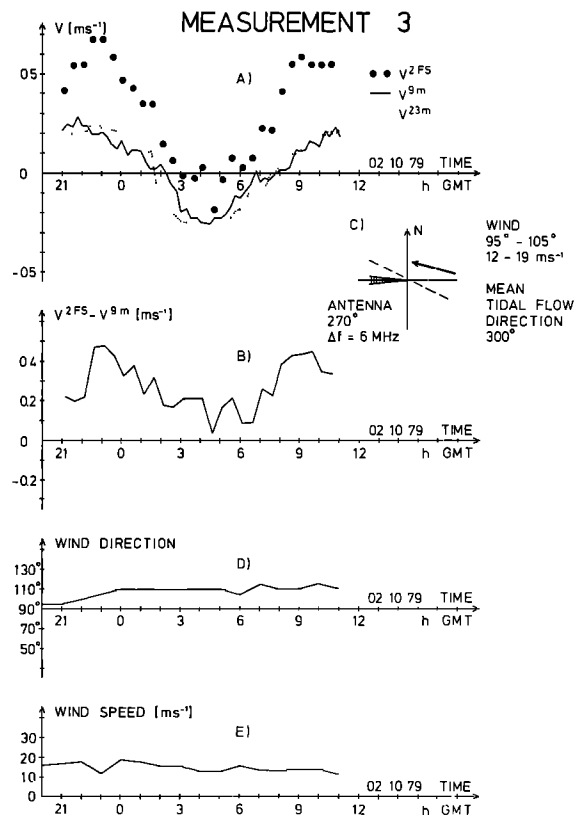 MEASUREMENT 3
V [ms⁻¹]
A)
V²ᶠˢ
V⁹ᵐ
V²³ᵐ
05
0
-05
21 0 3 6 9 12
02 10 79 TIME
h GMT
C)
N
WIND
95° - 105°
12 - 19 ms⁻¹
ANTENNA
270°
Δf = 6 MHz
MEAN
TIDAL FLOW
DIRECTION
300°
V²ᶠˢ - V⁹ᵐ [ms⁻¹]
B)
0.4
0.2
0
-0.2
21 0 3 6 9 12
02 10 79 TIME
h GMT
WIND DIRECTION
D)
130°
110°
90°
70°
50°
21 0 3 6 9 12
02 10 79 TIME
h GMT
WIND SPEED [ms⁻¹]
E)
30
20
10
0
21 0 3 6 9 12
02 10 79 TIME
h GMT